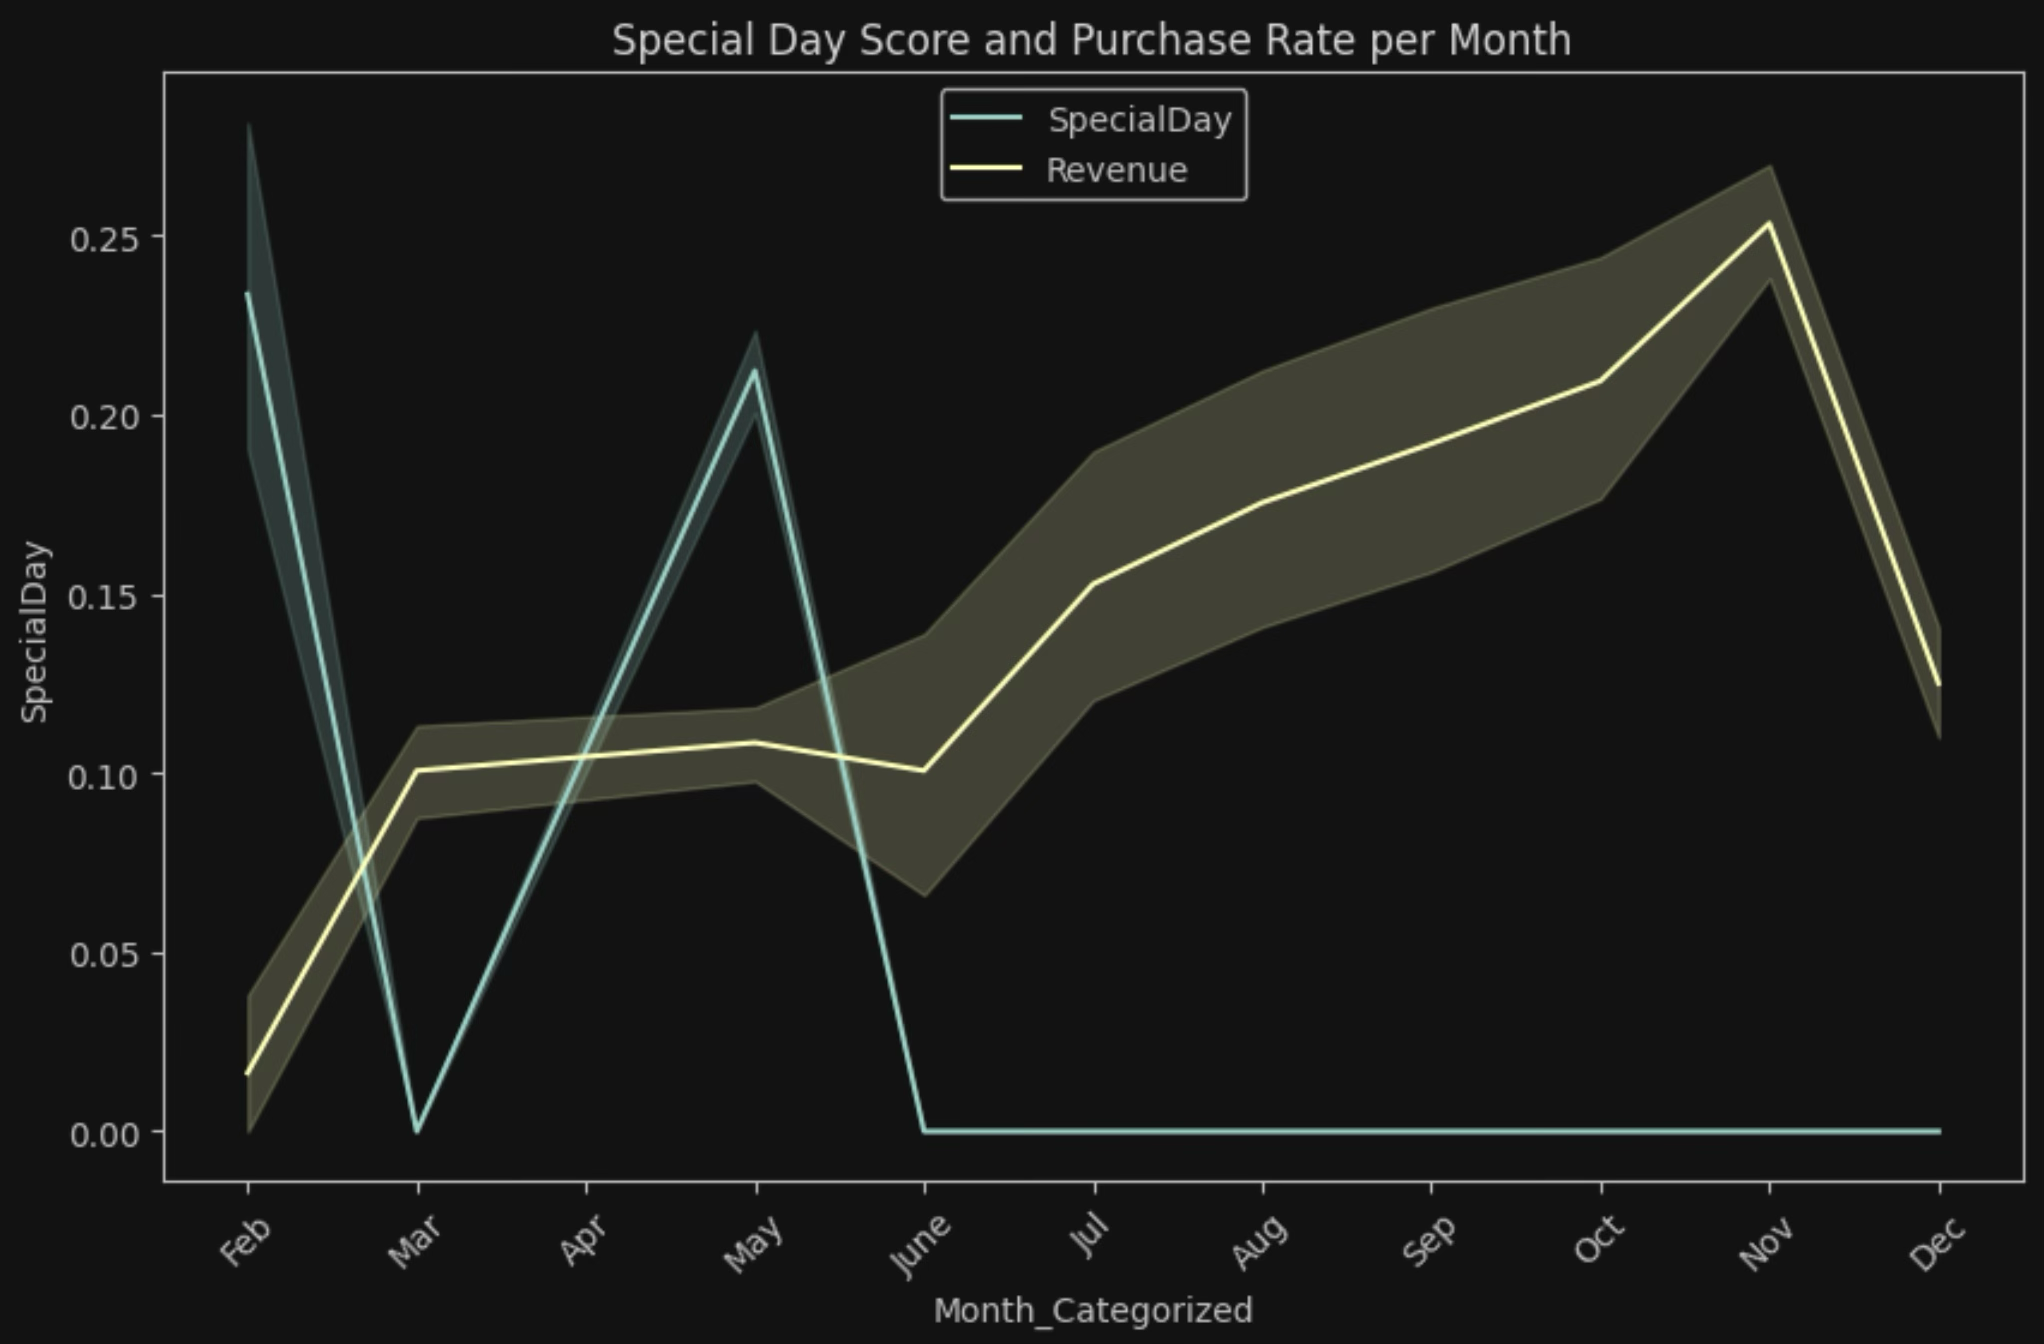 Special Day Score and Purchase Rate per Month
SpecialDay
Revenue
0.25
0.20
0.15
0.10
0.05
0.00
SpecialDay
Feb
Mar
Apr
May
June
Jul
Aug
Sep
Oct
Nov
Dec
Month_Categorized